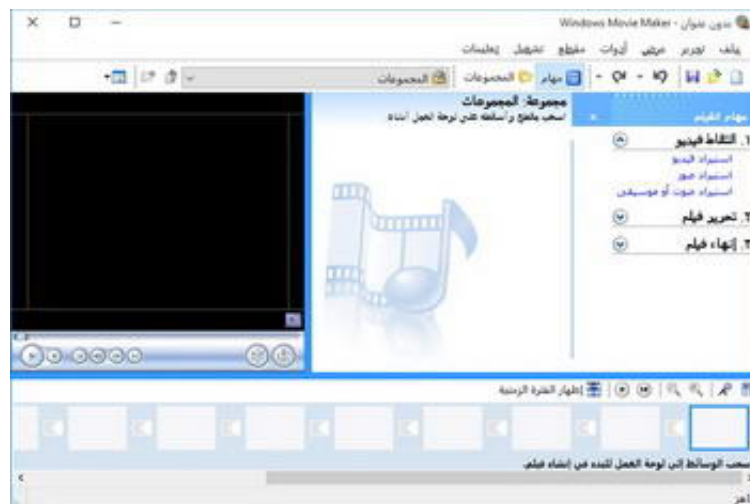 بدون عنوان - Windows Movie Maker
ملف تحرير عرض أدوات مقطع تشغيل تعليمات
مهام المجموعات المجموعات
مهام الفيلم
مجموعة: المجموعات
اسحب مقطع وأسقطه على لوحة العمل أدناه
١. التقاط فيديو
استيراد فيديو
استيراد صور
استيراد صوت أو موسيقى
٢. تحرير فيلم
٣. إنهاء فيلم
إظهار الفترة الزمنية
سحب الوسائط إلى لوحة العمل للبدء في إنشاء فيلم.